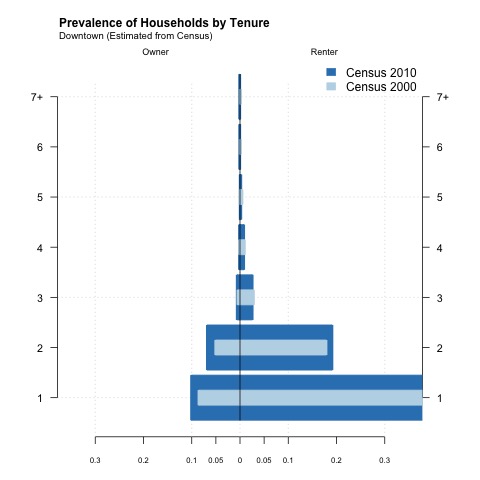 Prevalence of Households by Tenure
Downtown (Estimated from Census)
Owner Renter
Census 2010
Census 2000
7+ 7+
6 6
5 5
4 4
3 3
2 2
1 1
0.3 0.2 0.1 0.05 0 0.05 0.1 0.2 0.3